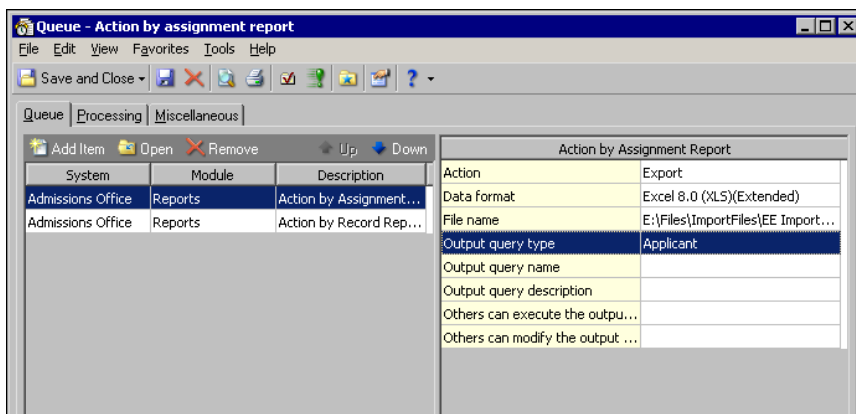 Queue - Action by assignment report
File Edit View Favorites Tools Help
Save and Close
Queue Processing Miscellaneous
Add Item Open Remove Up Down
System Module Description
Admissions Office Reports Action by Assignment...
Admissions Office Reports Action by Record Rep...
Action by Assignment Report
Action Export
Data format Excel 8.0 (XLS)(Extended)
File name E:\Files\ImportFiles\EE Import...
Output query type Applicant
Output query name
Output query description
Others can execute the outpu...
Others can modify the output ...